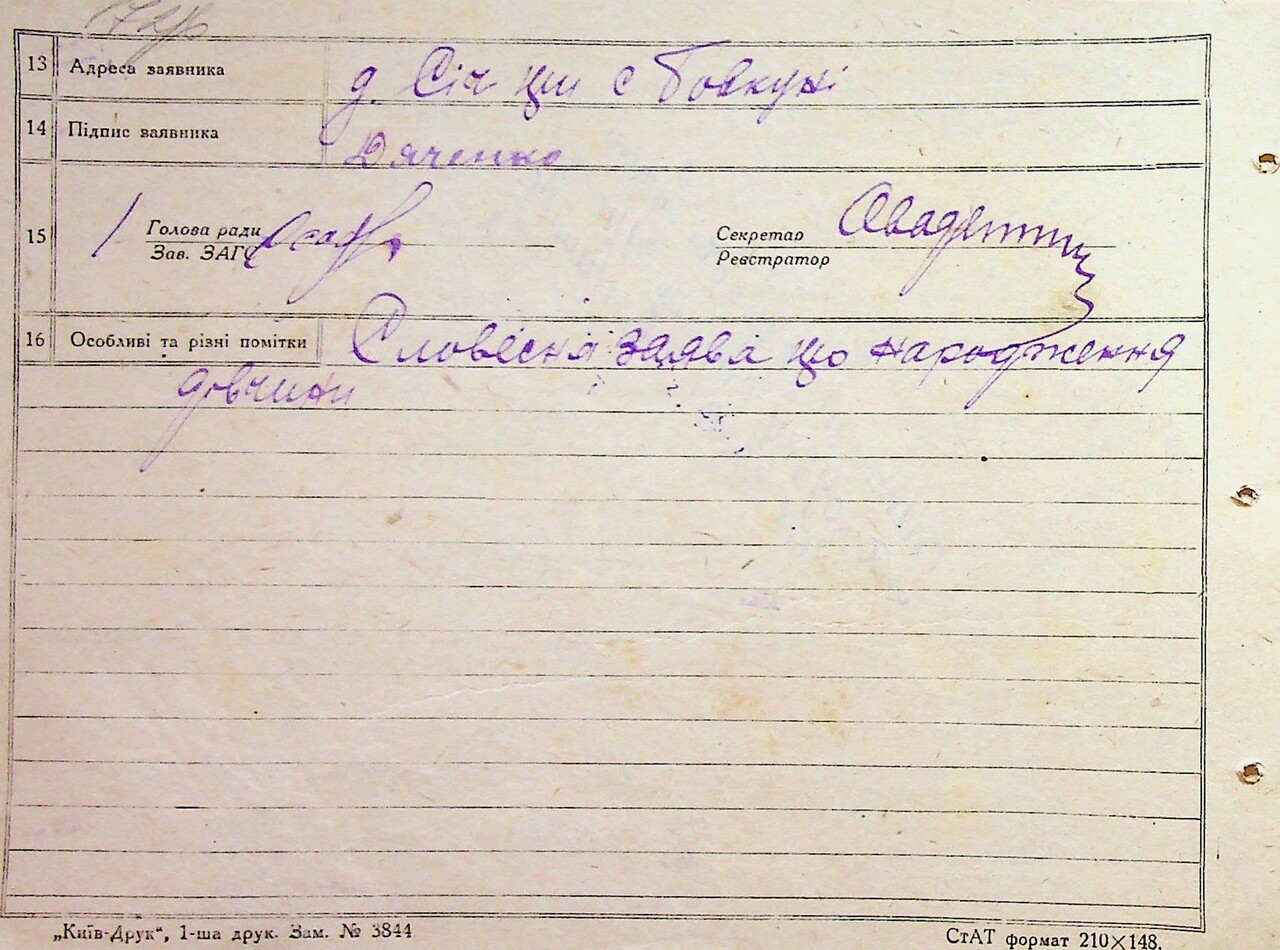 13 Адреса заявника д. Січ ци с Товкуні
14 Підпис заявника Дяченко
15 Голова ради Секретар
Зав. ЗАГС Реєстратор
16 Особливі та різні помітки Словесна заява що народження
дівчини
„Київ-Друк“, 1-ша друк. Зам. № 3844
СтАТ формат 210×148.